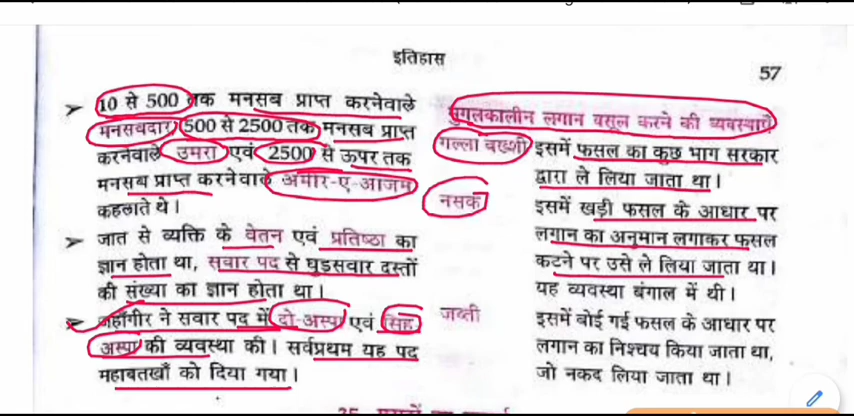 इतिहास
57
➤ 10 से 500 तक मनसब प्राप्त करनेवाले
मनसबदार, 500 से 2500 तक मनसब प्राप्त
करनेवाले उमरा एवं 2500 से ऊपर तक
मनसब प्राप्त करनेवाले अमीर-ए-आजम
कहलाते थे।
➤ जात से व्यक्ति के वेतन एवं प्रतिष्ठा का
ज्ञान होता था, सवार पद से घुड़सवार दस्तों
की संख्या का ज्ञान होता था।
➤ जहाँगीर ने सवार पद में दो-अस्पा एवं सिह
अस्पा की व्यवस्था की। सर्वप्रथम यह पद
महाबतखाँ को दिया गया।
मुगलकालीन लगान वसूल करने की व्यवस्थाएँ
गल्ला बख्शी इसमें फसल का कुछ भाग सरकार
द्वारा ले लिया जाता था।
नसक इसमें खड़ी फसल के आधार पर
लगान का अनुमान लगाकर फसल
कटने पर उसे ले लिया जाता था।
यह व्यवस्था बंगाल में थी।
जब्ती इसमें बोई गई फसल के आधार पर
लगान का निश्चय किया जाता था,
जो नकद लिया जाता था।